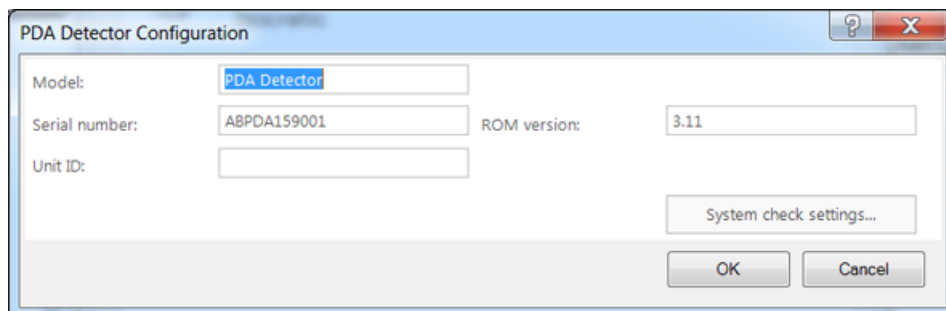 PDA Detector Configuration
?
X
Model: PDA Detector
Serial number: ABPDA159001 ROM version: 3.11
Unit ID:
System check settings...
OK Cancel